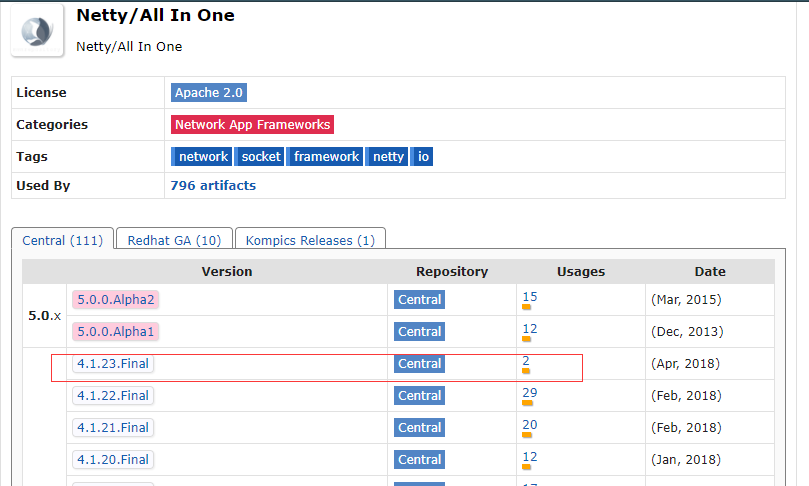 Netty/All In One
Netty/All In One
License Apache 2.0
Categories Network App Frameworks
Tags network socket framework netty io
Used By 796 artifacts
Central (111) Redhat GA (10) Kompics Releases (1)
Version Repository Usages Date
5.0.x 5.0.0.Alpha2 Central 15 (Mar, 2015)
5.0.0.Alpha1 Central 12 (Dec, 2013)
4.1.23.Final Central 2 (Apr, 2018)
4.1.22.Final Central 29 (Feb, 2018)
4.1.21.Final Central 20 (Feb, 2018)
4.1.20.Final Central 12 (Jan, 2018)